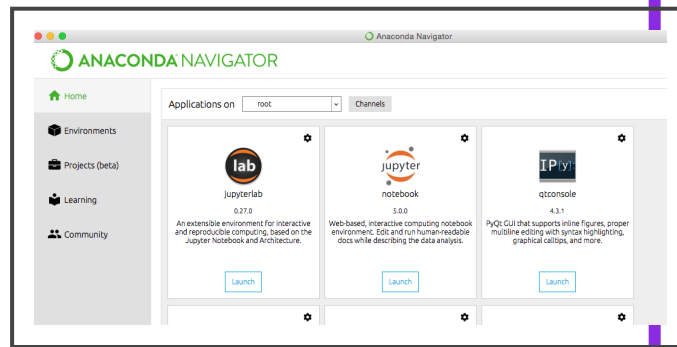 Anaconda Navigator
ANACONDA NAVIGATOR
Home
Applications on root Channels
Environments
Projects (beta)
Learning
Community
lab
jupyterlab
0.27.0
An extensible environment for interactive
and reproducible computing, based on the
Jupyter Notebook and Architecture.
Launch
jupyter
notebook
5.0.0
Web-based, interactive computing notebook
environment. Edit and run human-readable
docs while describing the data analysis.
Launch
IP[y]:
qtconsole
4.3.1
PyQt GUI that supports inline figures, proper
multiline editing with syntax highlighting,
graphical calltips, and more.
Launch